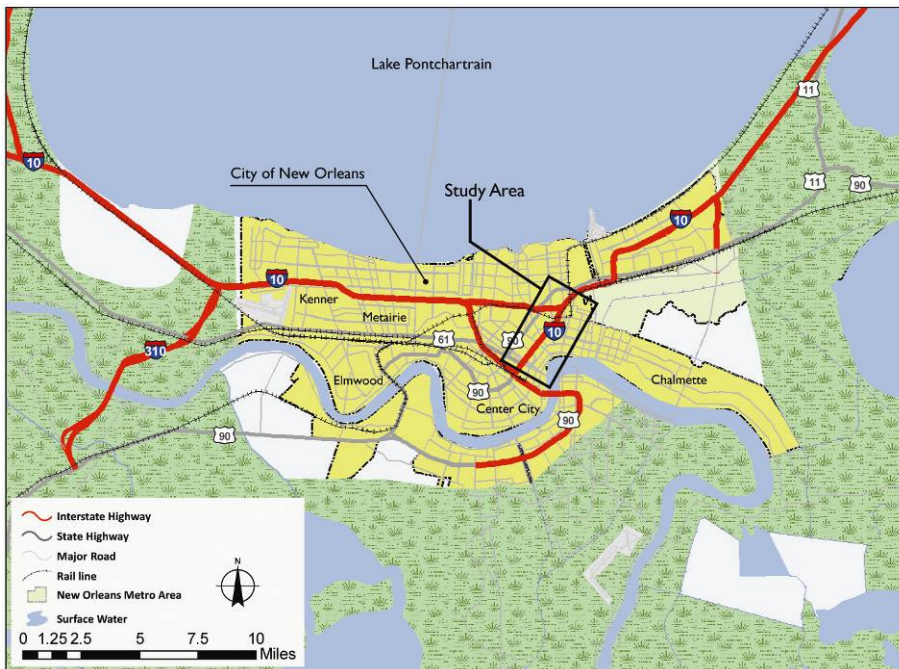 Lake Pontchartrain
11
10
City of New Orleans
Study Area
11
90
10
10
Kenner
Metairie
61
90
10
310
Elmwood
90
Chalmette
Center City
90
90
Interstate Highway
State Highway
Major Road
Rail line
New Orleans Metro Area
Surface Water
N
0 1.25 2.5 5 7.5 10
Miles